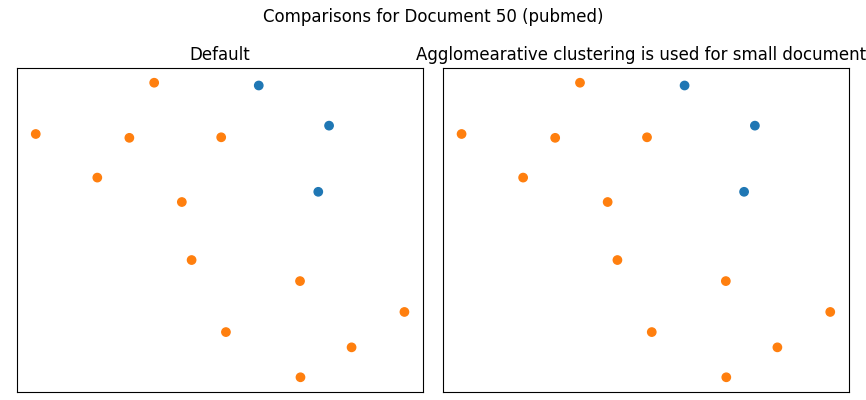 Comparisons for Document 50 (pubmed)
Default
Agglomearative clustering is used for small document